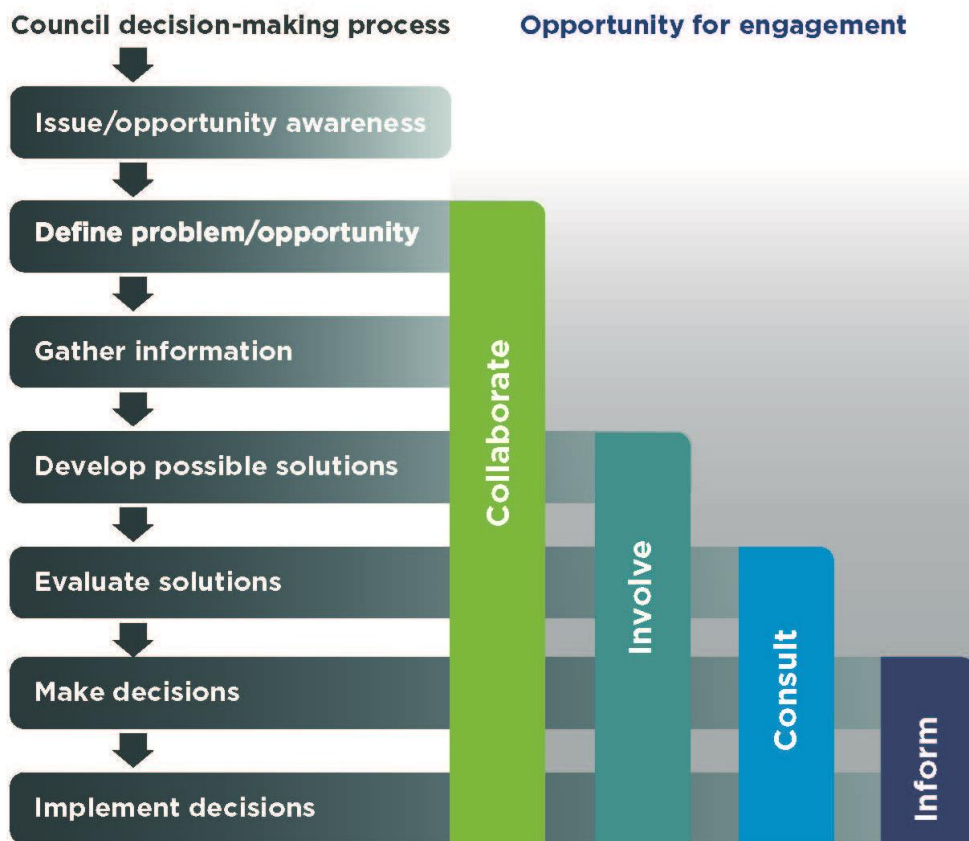 Council decision-making process
Opportunity for engagement
Issue/opportunity awareness
Define problem/opportunity
Gather information
Develop possible solutions
Evaluate solutions
Make decisions
Implement decisions
Collaborate
Involve
Consult
Inform